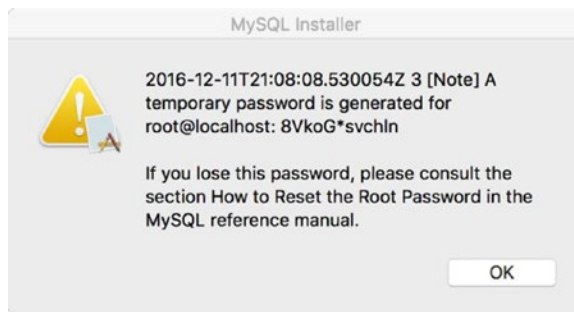 MySQL Installer
2016-12-11T21:08:08.530054Z 3 [Note] A
temporary password is generated for
root@localhost: 8VkoG*svchln
If you lose this password, please consult the
section How to Reset the Root Password in the
MySQL reference manual.
OK